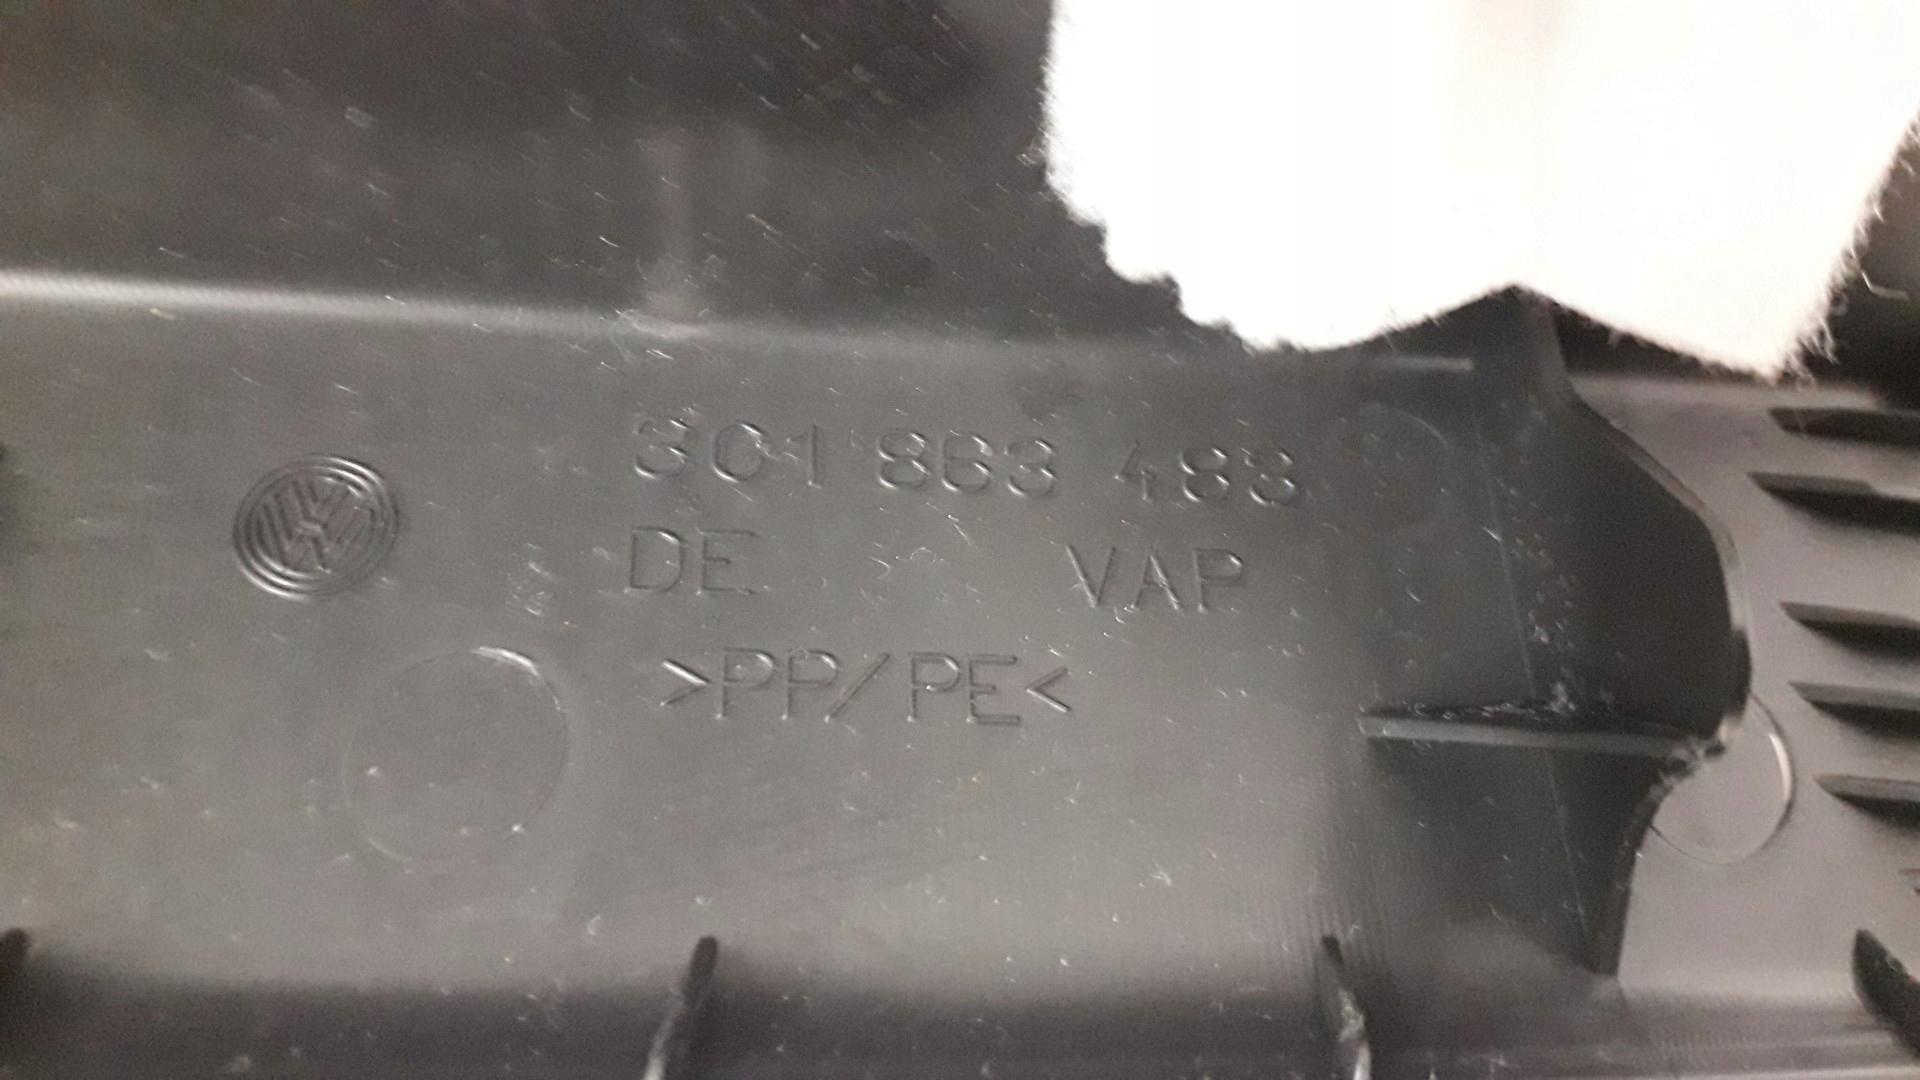 3C1 863 483
DE VAP
>PP/PE<